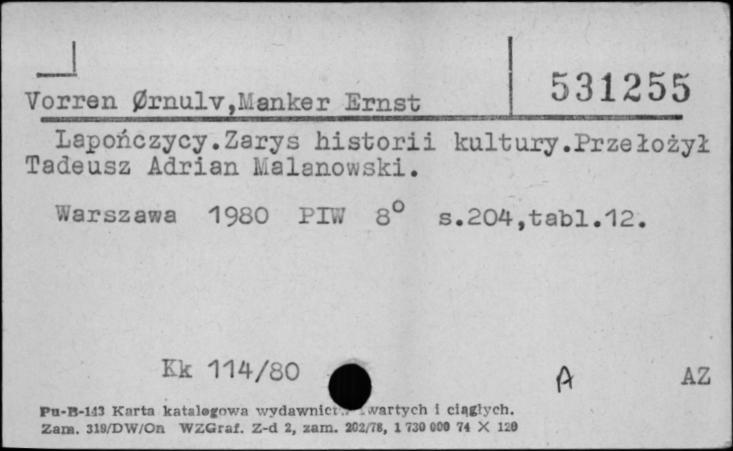 531255
Vorren Ørnulv,Manker Ernst
Lapończycy.Zarys historii kultury.Przełożył
Tadeusz Adrian Malanowski.
Warszawa 1980 PIW 8° s.204,tabl.12.
Kk 114/80
A AZ
Pu-B-143 Karta katalogowa wydawnictw zwartych i ciągłych.
Zam. 319/DW/On WZGraf. Z-d 2, zam. 202/78, 1 730 000 74 X 120